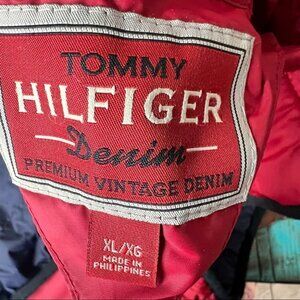 TOMMY
HILFIGER
Denim
PREMIUM VINTAGE DENIM
XL/XG
MADE IN
PHILIPPINES